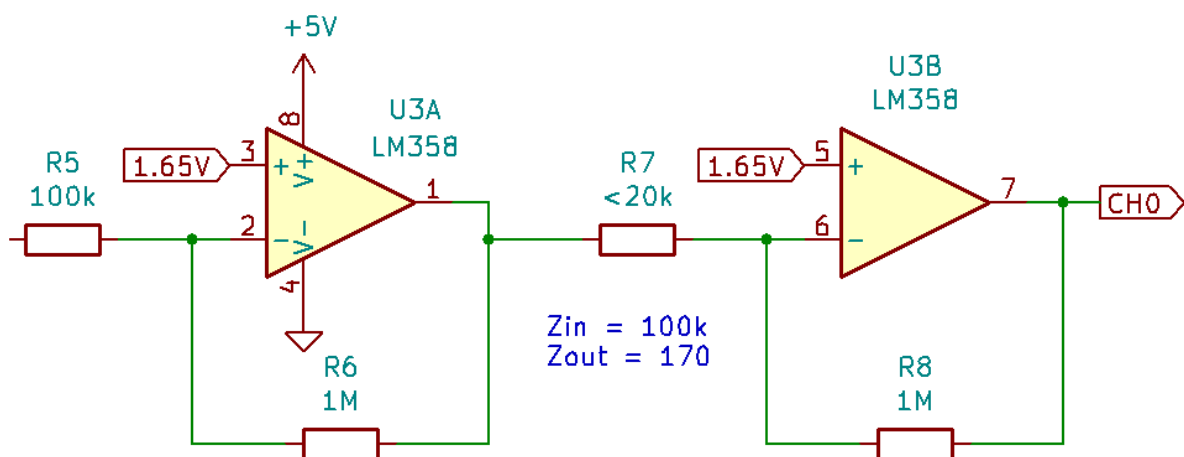 +5V
U3A
LM358
8
3
1.65V
+
V+
R5
100k
1
2
-
V-
4
R6
1M
R7
<20k
Zin = 100k
Zout = 170
U3B
LM358
1.65V
5
+
7
6
-
CH0
R8
1M